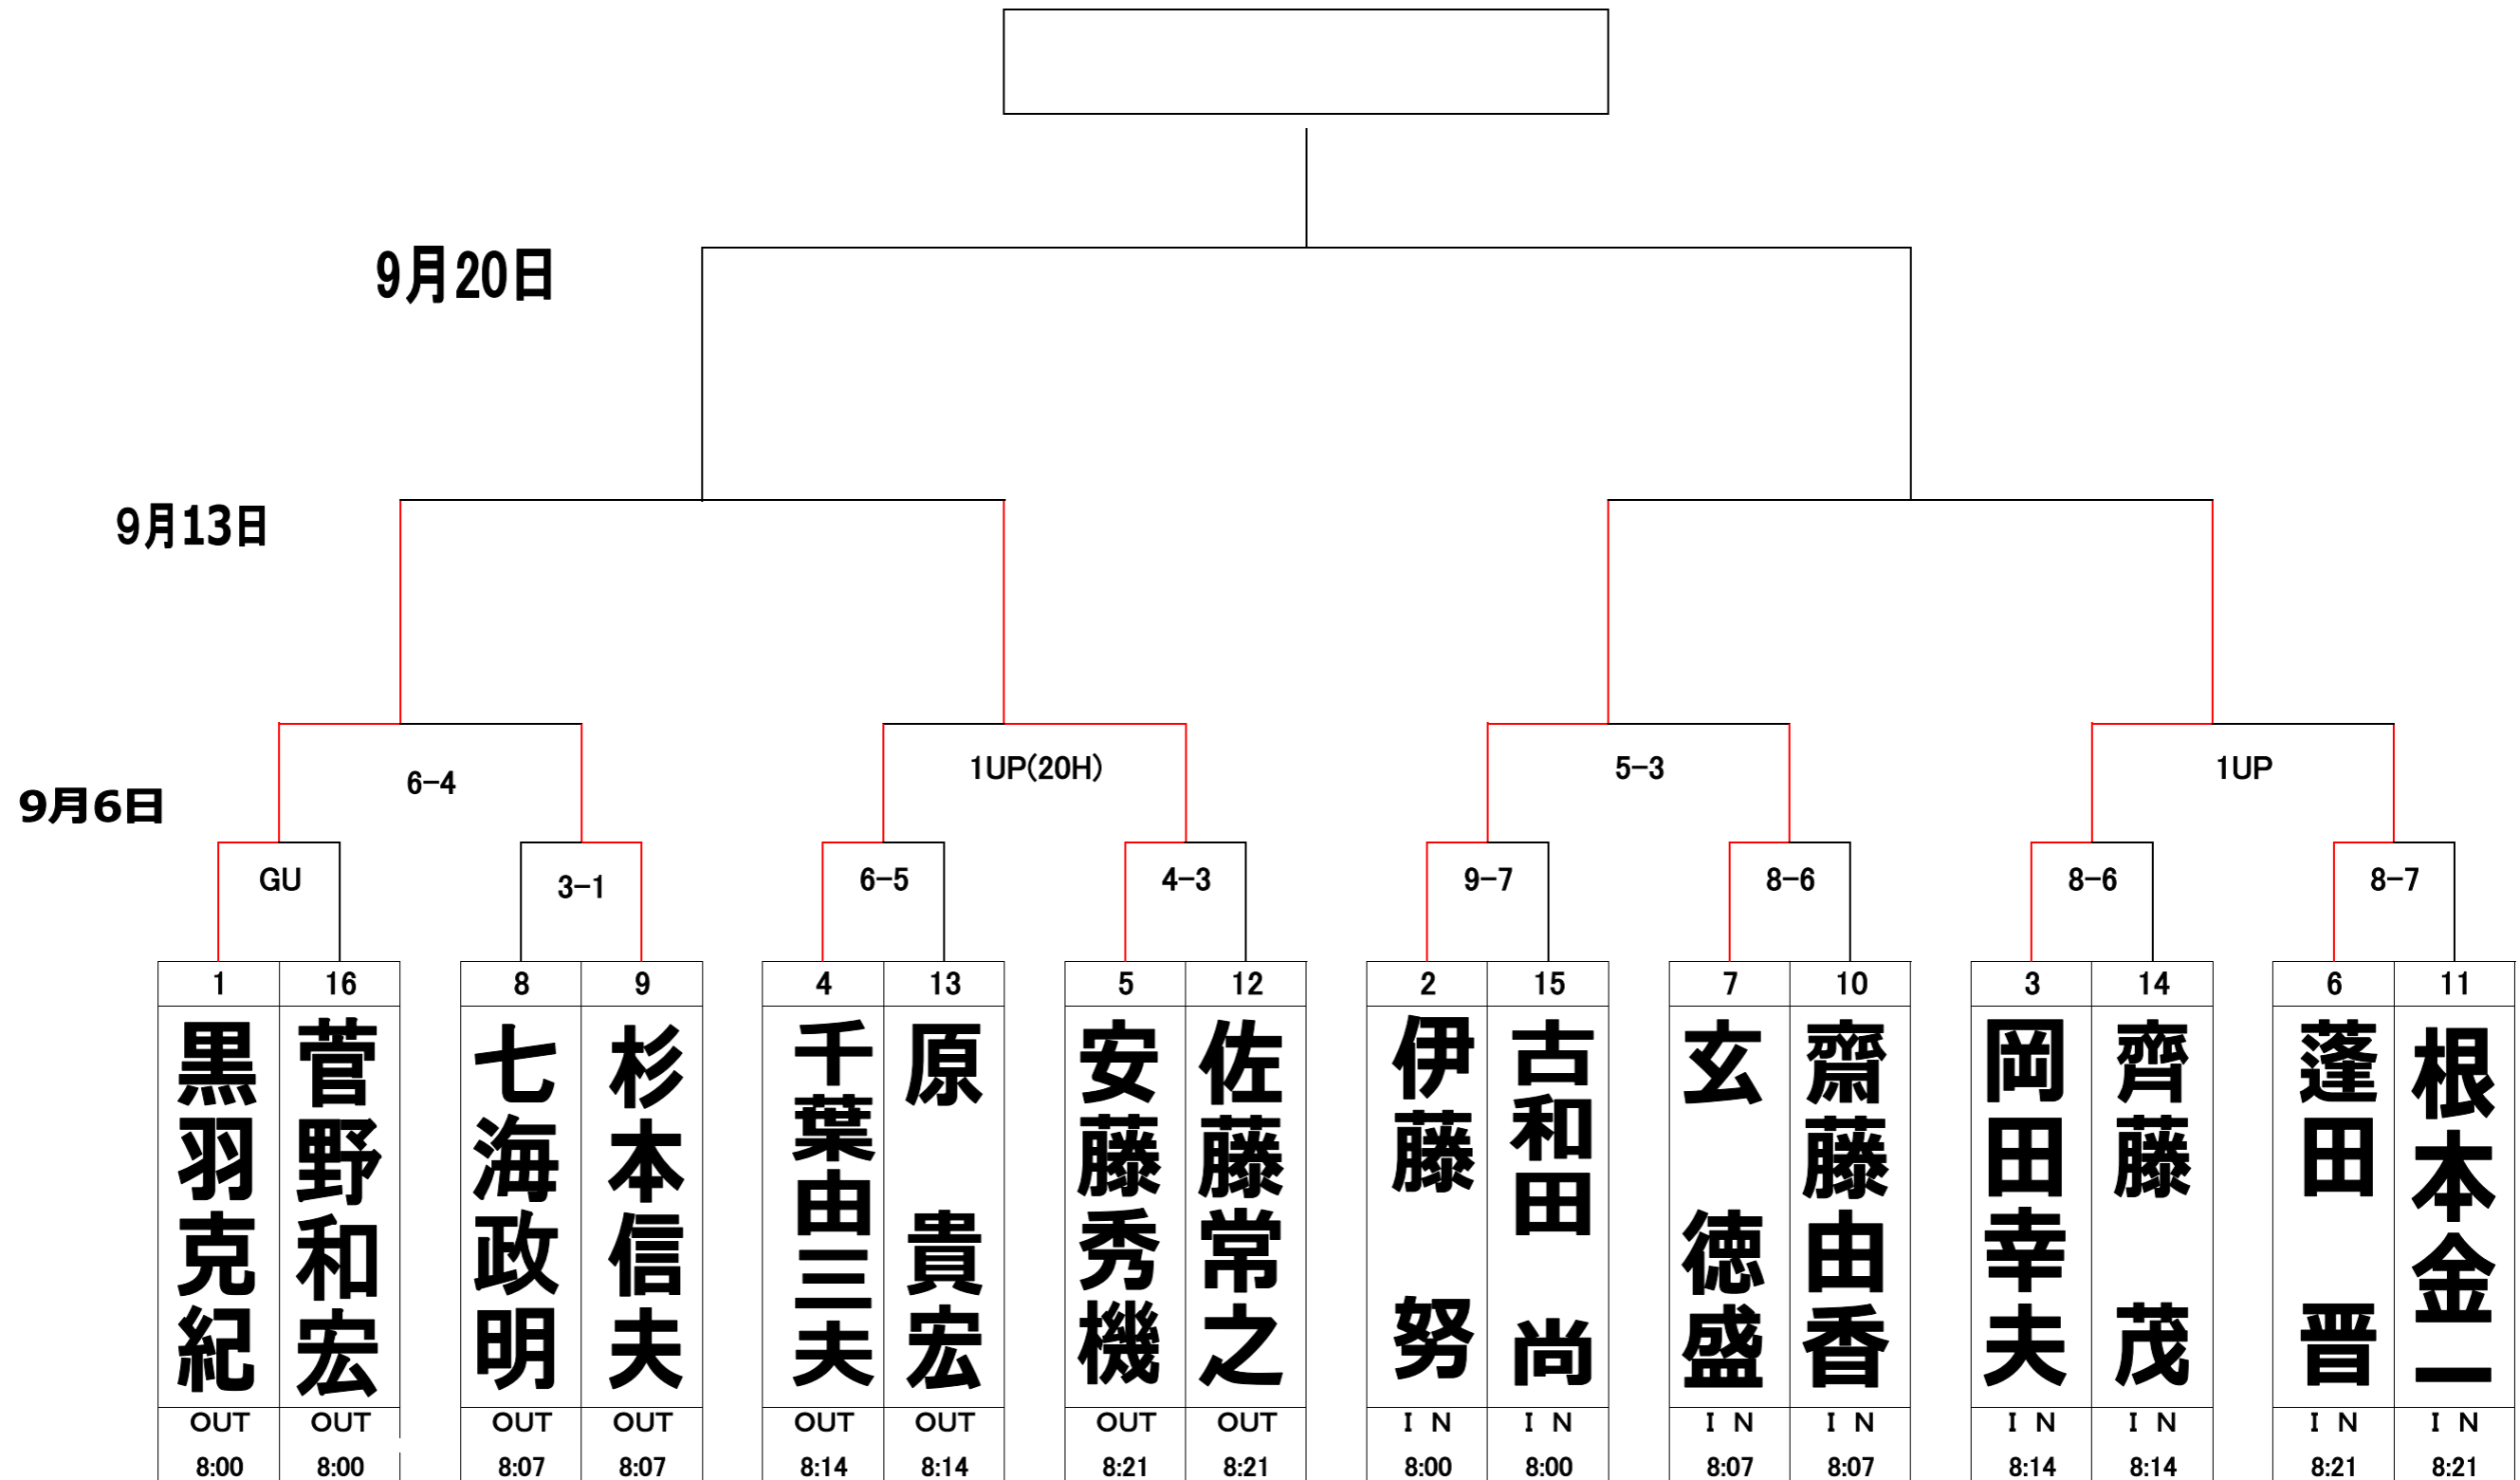 9月20日
9月13日
1UP(20H)
5-3
1UP
6-4
9月6日
GU
3-1
6-5
4-3
9-7
8-6
8-6
8-7
1 16 8 9 4 13 5 12 2 15 7 10 3 14 6 11
黒羽克紀
菅野和宏
七海政明
杉本信夫
千葉由三夫
原 貴宏
安藤秀機
佐藤常之
伊藤 努
古和田 尚
玄 徳盛
齋藤由香
岡田幸夫
齊藤 茂
蓬田 晋
根本金一
OUT OUT OUT OUT OUT OUT OUT OUT IN IN IN IN IN IN IN IN
8:00 8:00 8:07 8:07 8:14 8:14 8:21 8:21 8:00 8:00 8:07 8:07 8:14 8:14 8:21 8:21